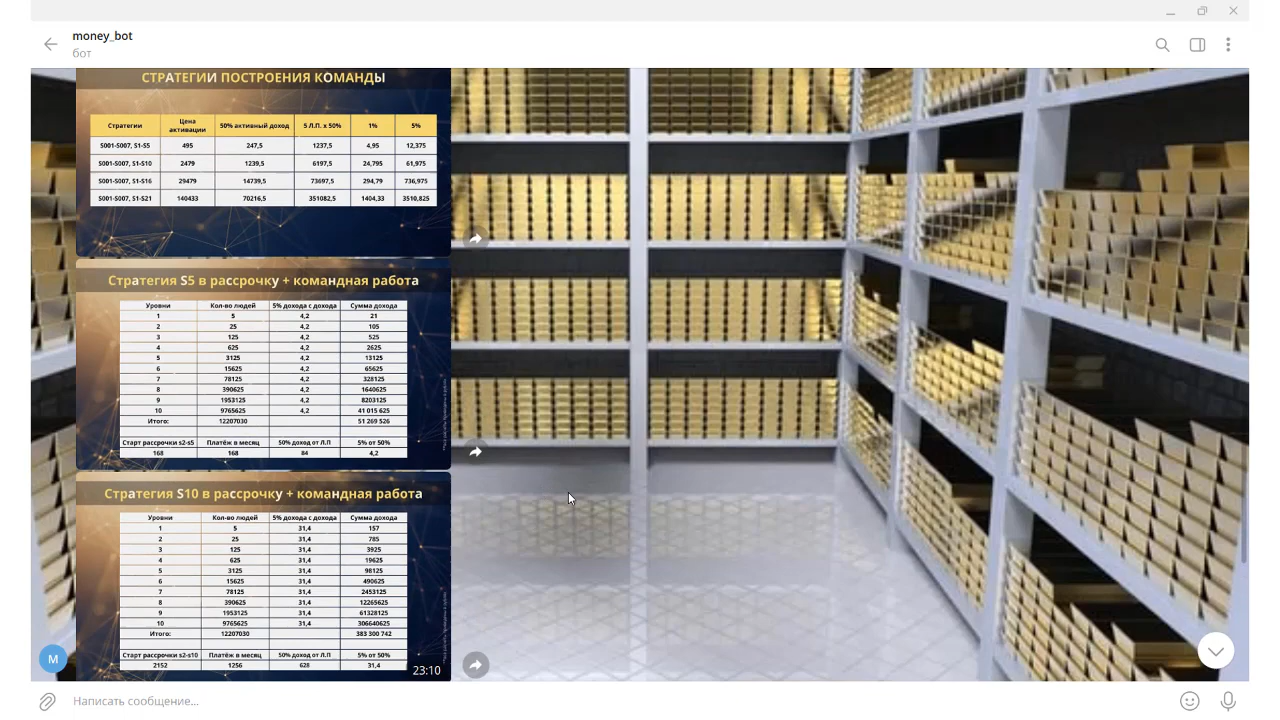 money_bot
бот
СТРАТЕГИИ ПОСТРОЕНИЯ КОМАНДЫ
Стратегии Цена активации 50% активный доход 5 Л.П. х 50% 1% 5%
S001-S007, S1-S5 495 247,5 1237,5 4,95 12,375
S001-S007, S1-S10 2479 1239,5 6197,5 24,795 61,975
S001-S007, S1-S16 29479 14739,5 73697,5 294,79 736,975
S001-S007, S1-S21 140433 70216,5 351082,5 1404,33 3510,825
Стратегия S5 в рассрочку + командная работа
Уровни Кол-во людей 5% дохода с дохода Сумма дохода
1 5 4,2 21
2 25 4,2 105
3 125 4,2 525
4 625 4,2 2625
5 3125 4,2 13125
6 15625 4,2 65625
7 78125 4,2 328125
8 390625 4,2 1640625
9 1953125 4,2 8203125
10 9765625 4,2 41 015 625
Итого: 12207030 51 269 526
Старт рассрочки s2-s5 Платёж в месяц 50% доход от Л.П 5% от 50%
168 168 84 4,2
Стратегия S10 в рассрочку + командная работа
Уровни Кол-во людей 5% дохода с дохода Сумма дохода
1 5 31,4 157
2 25 31,4 785
3 125 31,4 3925
4 625 31,4 19625
5 3125 31,4 98125
6 15625 31,4 490625
7 78125 31,4 2453125
8 390625 31,4 12265625
9 1953125 31,4 61328125
10 9765625 31,4 306640625
Итого: 12207030 383 300 742
Старт рассрочки s2-s10 Платёж в месяц 50% доход от Л.П 5% от 50%
2152 1256 628 31,4
23:10
М
Написать сообщение...